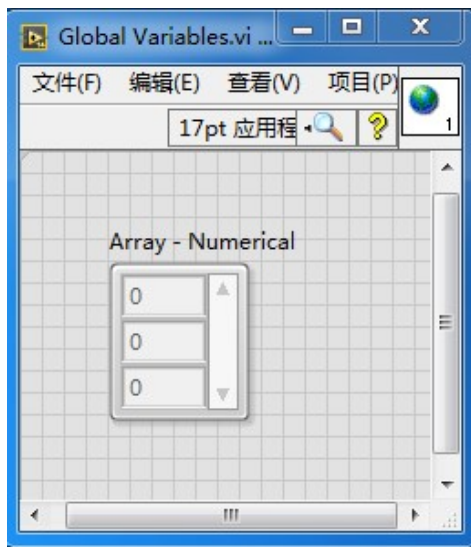 Global Variables.vi ...
文件(F) 编辑(E) 查看(V) 项目(P)
17pt 应用程
1
Array - Numerical
0
0
0